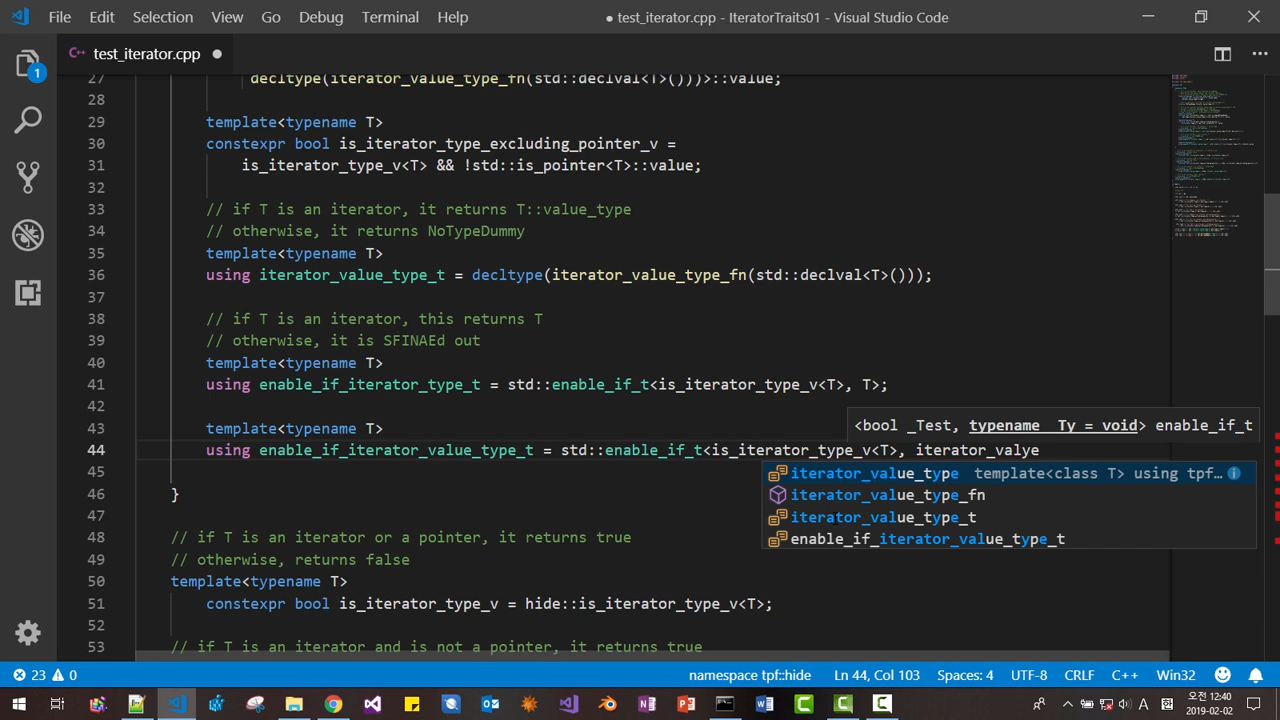 File Edit Selection View Go Debug Terminal Help
● test_iterator.cpp - IteratorTraits01 - Visual Studio Code
C++ test_iterator.cpp ●
1
27 decltype(iterator_value_type_fn(std::declval<T>()))>::value;
28
29 template<typename T>
30 constexpr bool is_iterator_type_excluding_pointer_v =
31 is_iterator_type_v<T> && !std::is_pointer<T>::value;
32
33 // if T is an iterator, it returns T::value_type
34 // otherwise, it returns NoTypeDummy
35 template<typename T>
36 using iterator_value_type_t = decltype(iterator_value_type_fn(std::declval<T>()));
37
38 // if T is an iterator, this returns T
39 // otherwise, it is SFINAEd out
40 template<typename T>
41 using enable_if_iterator_type_t = std::enable_if_t<is_iterator_type_v<T>, T>;
42
43 template<typename T>
<bool _Test, typename _Ty = void> enable_if_t
44 using enable_if_iterator_value_type_t = std::enable_if_t<is_iterator_type_v<T>, iterator_valye
iterator_value_type template<class T> using tpf…
45
46 }
iterator_value_type_fn
47
iterator_value_type_t
48 // if T is an iterator or a pointer, it returns true
enable_if_iterator_value_type_t
49 // otherwise, returns false
50 template<typename T>
51 constexpr bool is_iterator_type_v = hide::is_iterator_type_v<T>;
52
53 // if T is an iterator and is not a pointer, it returns true
23 0 namespace tpf::hide Ln 44, Col 103 Spaces: 4 UTF-8 CRLF C++ Win32
A 오전 12:40
2019-02-02